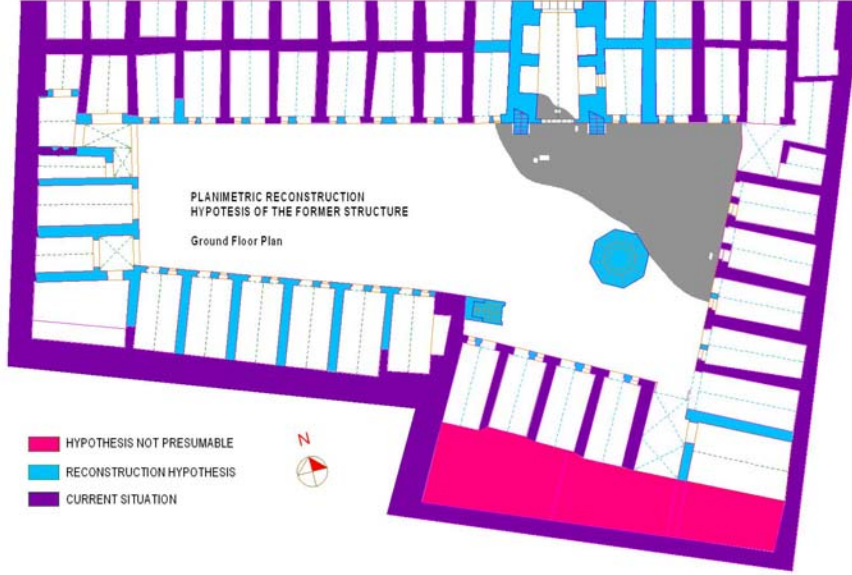 PLANIMETRIC RECONSTRUCTION
HYPOTESIS OF THE FORMER STRUCTURE
Ground Floor Plan
N
HYPOTHESIS NOT PRESUMABLE
RECONSTRUCTION HYPOTHESIS
CURRENT SITUATION